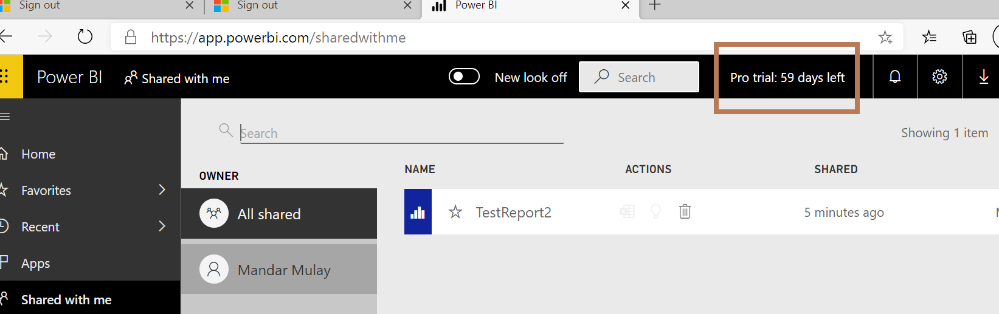 Sign out
Sign out
Power BI
https://app.powerbi.com/sharedwithme
Power BI
Shared with me
New look off
Search
Pro trial: 59 days left
Search
Showing 1 item
Home
Favorites
Recent
Apps
Shared with me
OWNER
All shared
Mandar Mulay
NAME
ACTIONS
SHARED
TestReport2
5 minutes ago